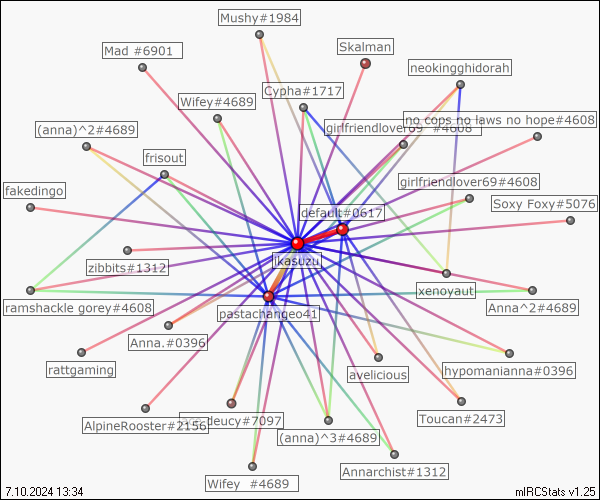 Mushy#1984
Mad #6901
Skalman
neokingghidorah
Cypha#1717
Wifey#4689
no cops no laws no hope#4608
(anna)^2#4689
girlfriendlover69 #4608
frisout
fakedingo
girlfriendlover69#4608
Soxy Foxy#5076
default#0617
ikasuzu
zibbits#1312
xenoyaut
ramshackle gorey#4608
Anna^2#4689
pastachangeo41
Anna.#0396
rattgaming
avelicious
hypomanianna#0396
AlpineRooster#2156
deucy#7097
Toucan#2473
(anna)^3#4689
Annarchist#1312
Wifey #4689
7.10.2024 13:34
mIRCStats v1.25